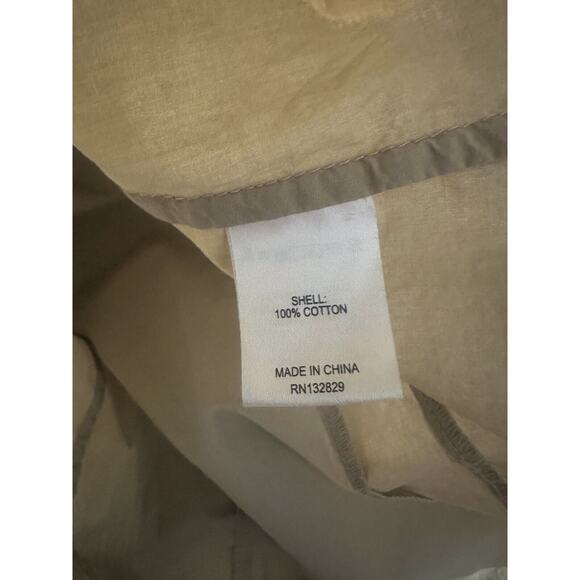 SHELL:
100% COTTON
MADE IN CHINA
RN132829